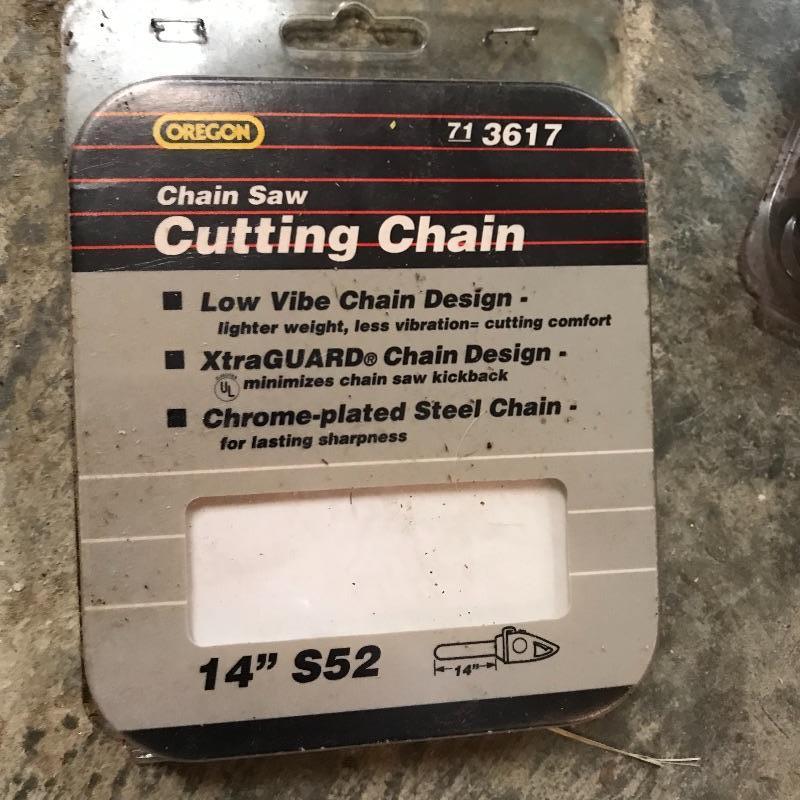 OREGON
71 3617
Chain Saw
Cutting Chain
■ Low Vibe Chain Design -
lighter weight, less vibration= cutting comfort
■ XtraGUARD® Chain Design -
UL minimizes chain saw kickback
■ Chrome-plated Steel Chain -
for lasting sharpness
14” S52
14”